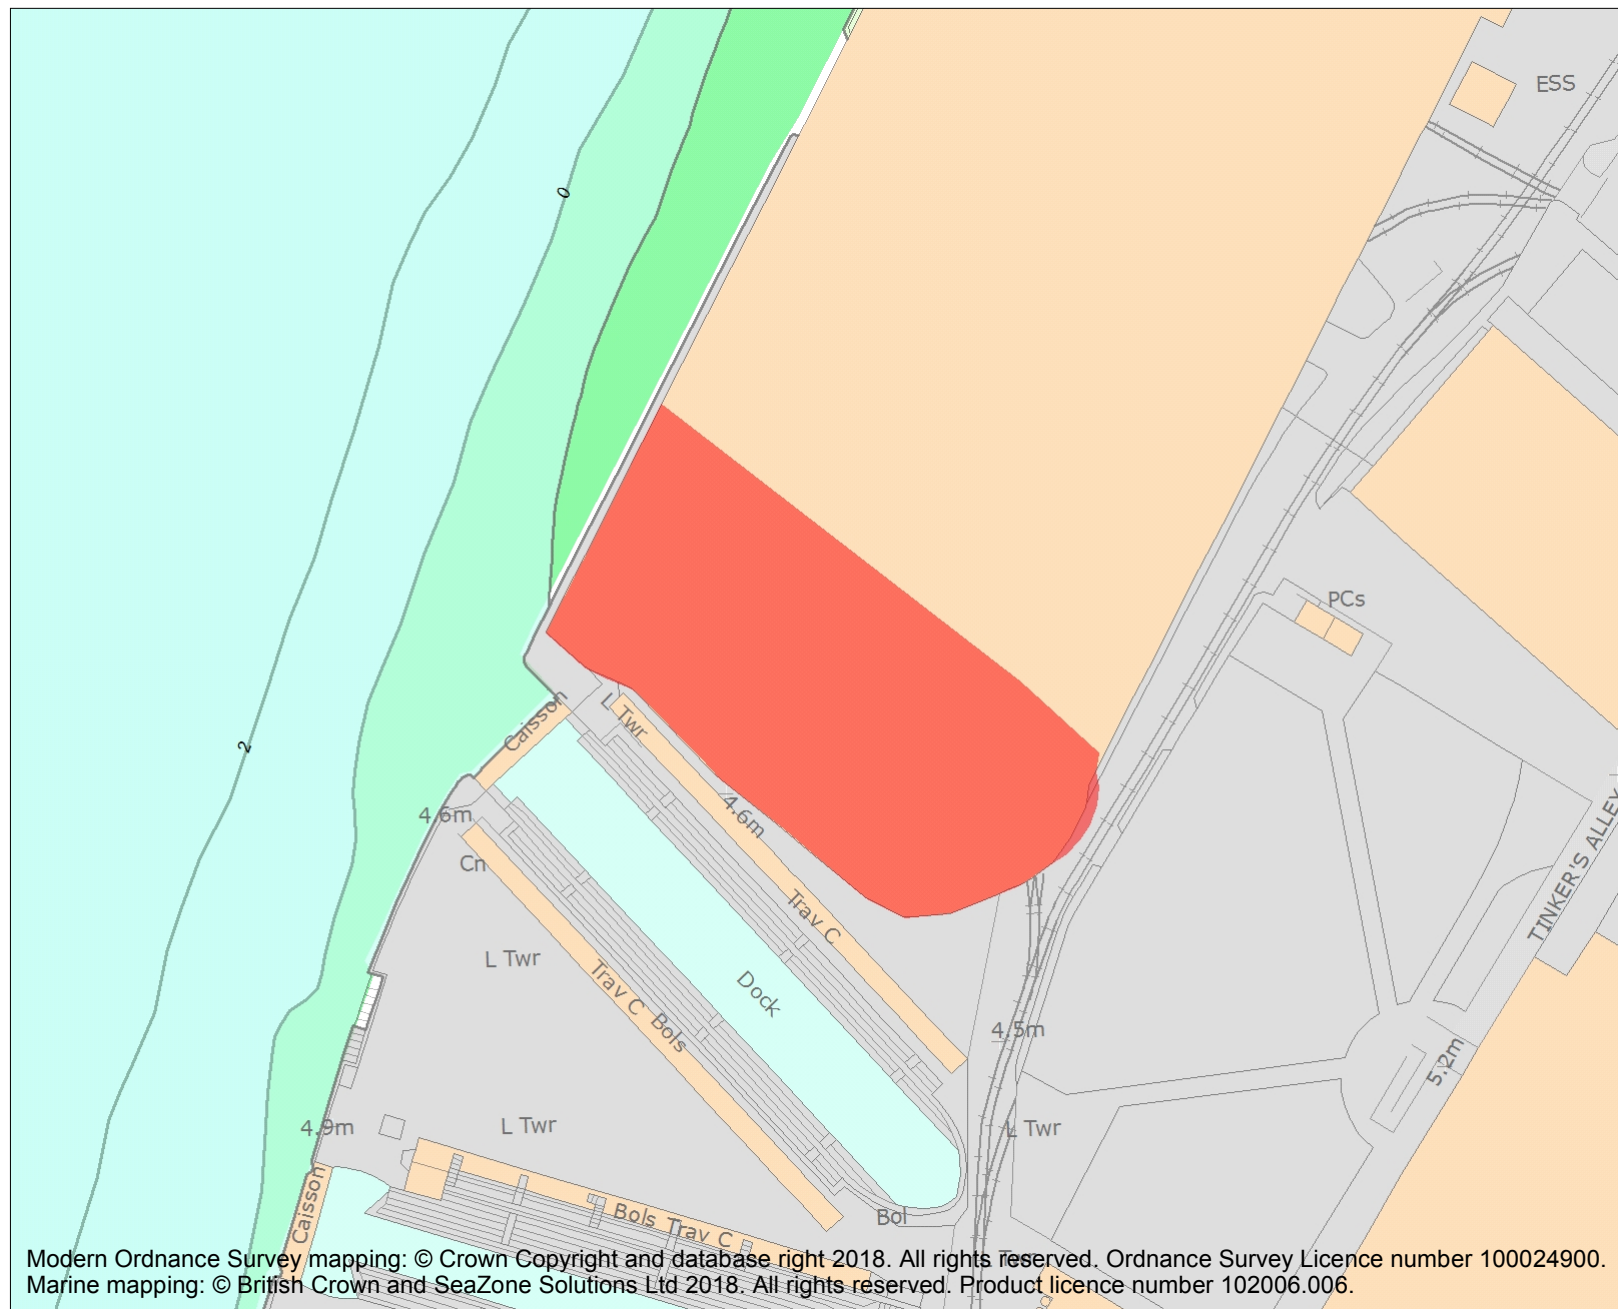 ESS
0
PCs
2
Caisson
L Twr
4.6m
4.6m
Cn
Trav C
TINKER'S ALLEY
L Twr
Trav C
Bols
Dock
4.5m
5.2m
4.9m
L Twr
L Twr
Caisson
Bols
Trav C
Bol
Twr
Modern Ordnance Survey mapping: © Crown Copyright and database right 2018. All rights reserved. Ordnance Survey Licence number 100024900.
Marine mapping: © British Crown and SeaZone Solutions Ltd 2018. All rights reserved. Product licence number 102006.006.